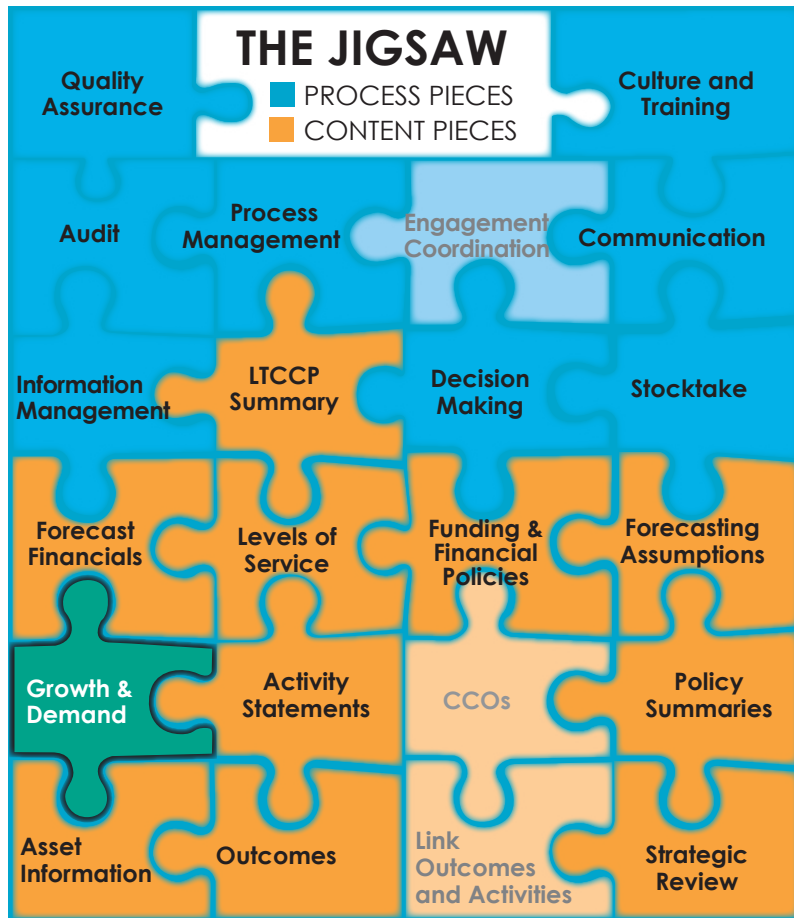 THE JIGSAW
PROCESS PIECES
CONTENT PIECES
Quality
Assurance
Culture and
Training
Audit
Process
Management
Engagement
Coordination
Communication
Information
Management
LTCCP
Summary
Decision
Making
Stocktake
Forecast
Financials
Levels of
Service
Funding &
Financial
Policies
Forecasting
Assumptions
Growth &
Demand
Activity
Statements
CCOs
Policy
Summaries
Asset
Information
Outcomes
Link
Outcomes
and Activities
Strategic
Review